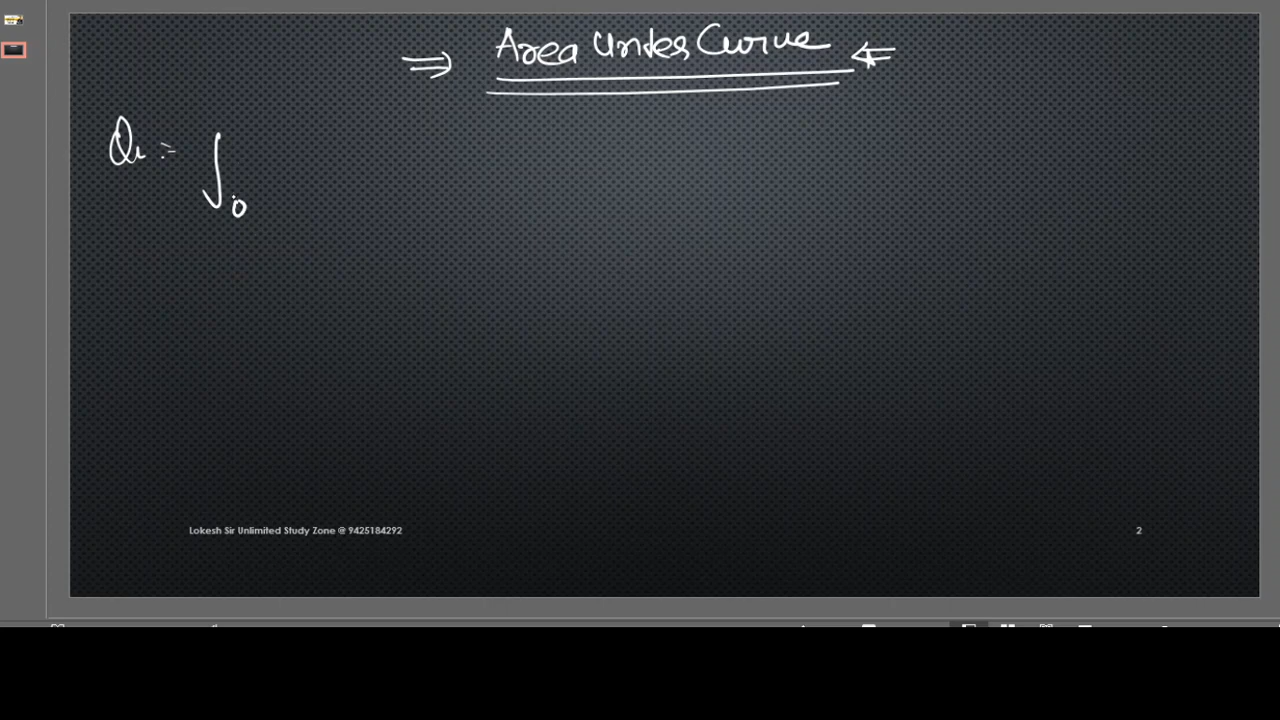 ⇒ Area Under Curve ⇐
Q. :- ∫₀
Lokesh Sir Unlimited Study Zone @ 9425184292
2